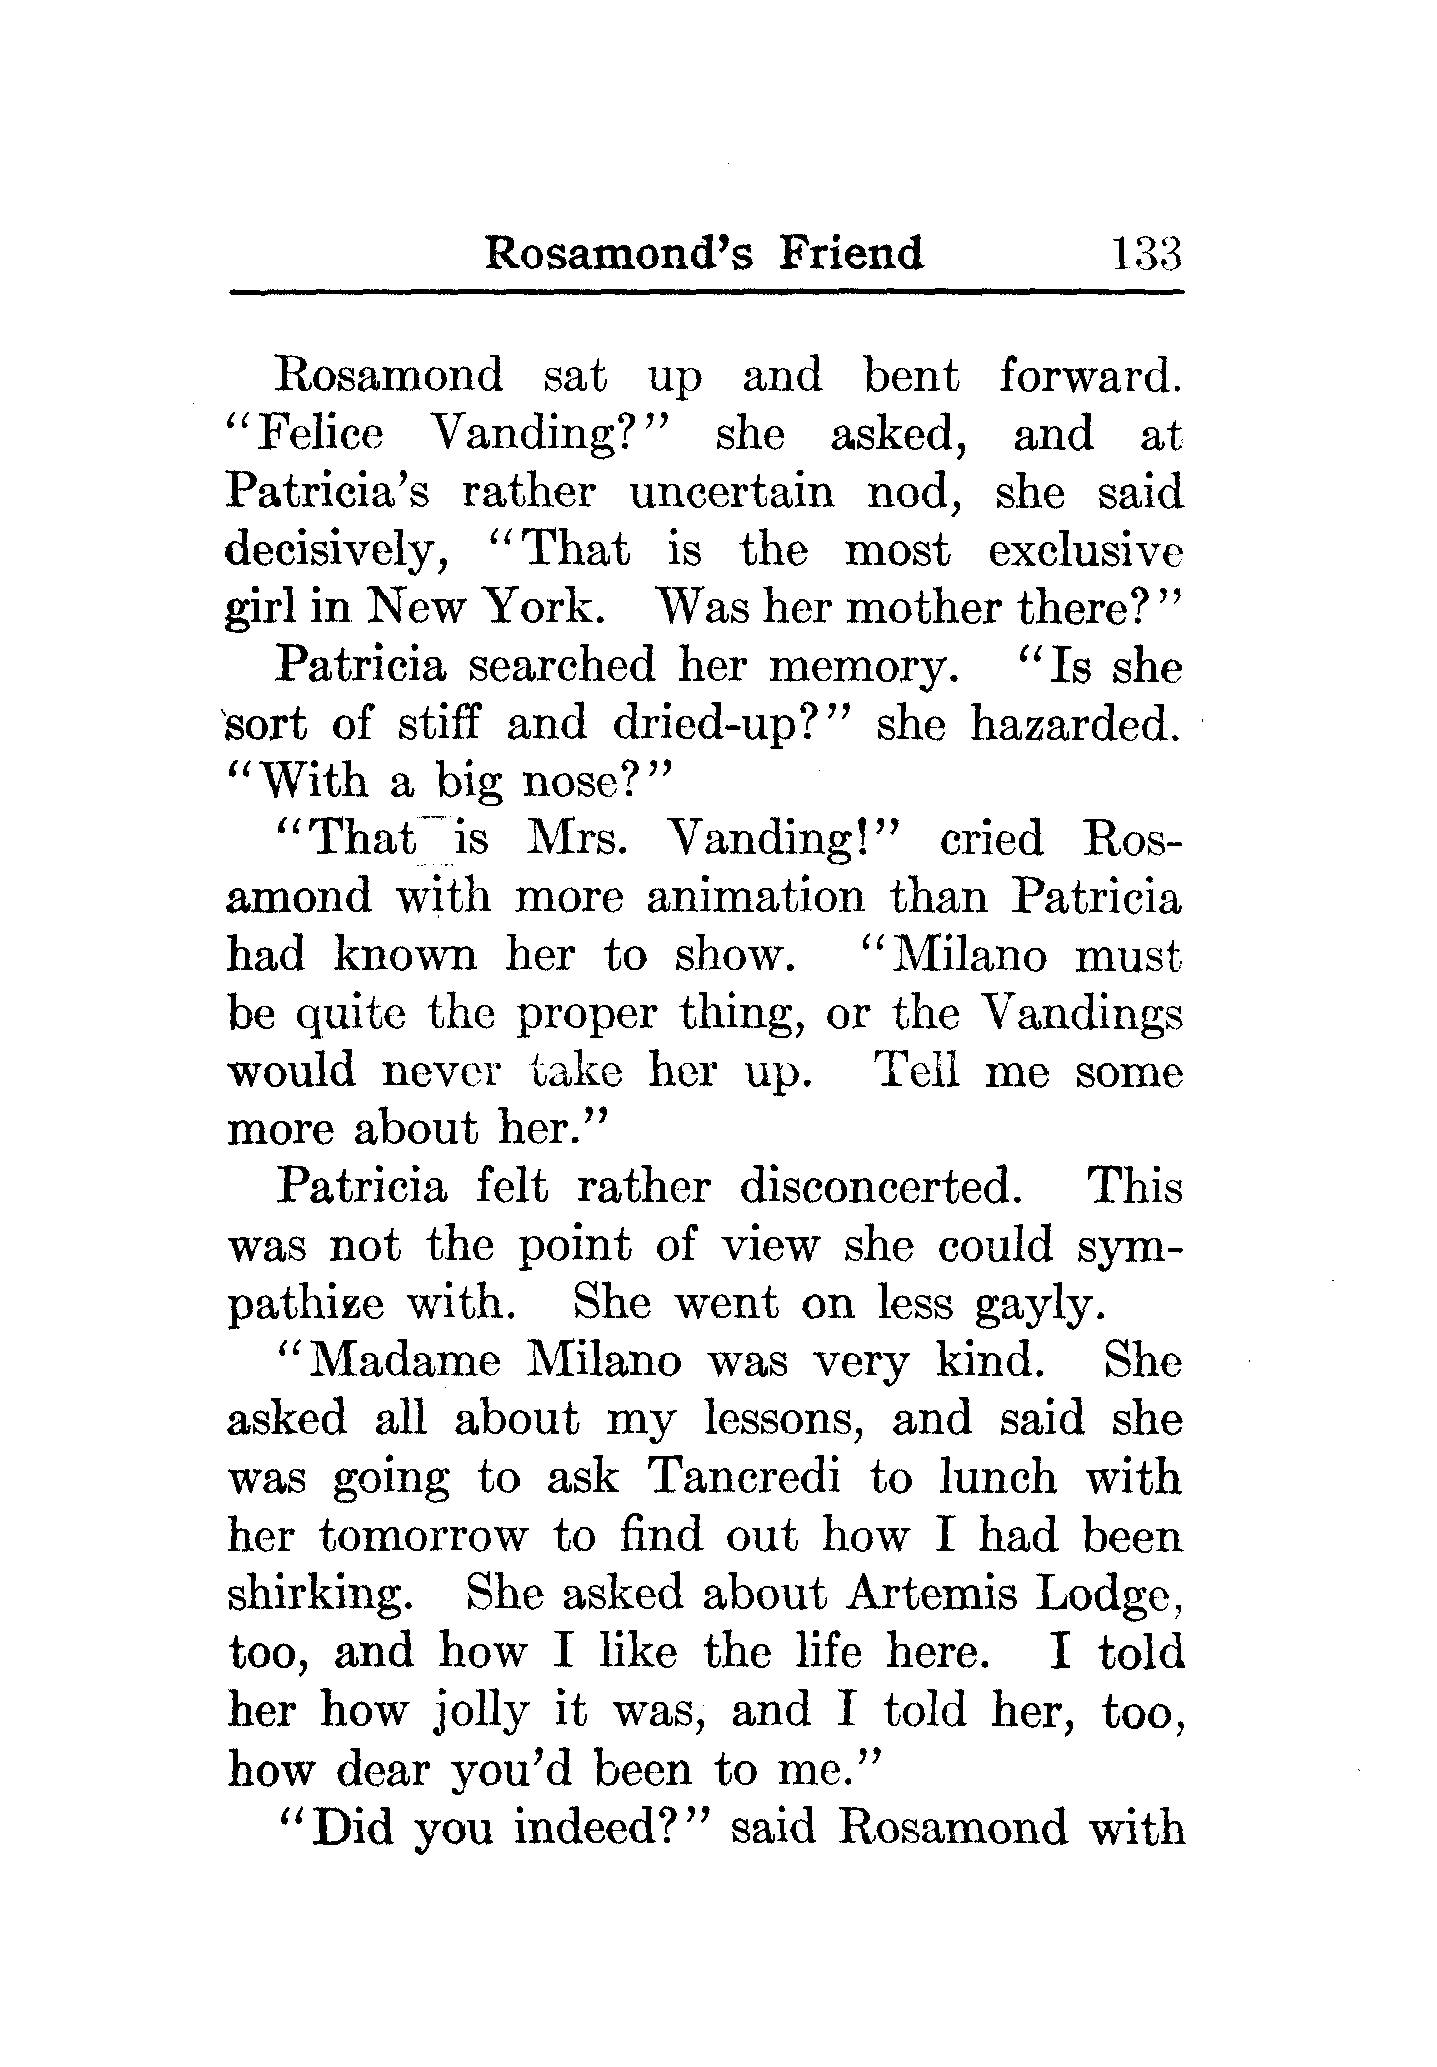 Rosamond's Friend 133
Rosamond sat up and bent forward.
"Felice Vanding?" she asked, and at
Patricia's rather uncertain nod, she said
decisively, "That is the most exclusive
girl in New York. Was her mother there?"
Patricia searched her memory. "Is she
sort of stiff and dried-up?" she hazarded.
"With a big nose?"
"That is Mrs. Vanding!" cried Ros-
amond with more animation than Patricia
had known her to show. "Milano must
be quite the proper thing, or the Vandings
would never take her up. Tell me some
more about her."
Patricia felt rather disconcerted. This
was not the point of view she could sym-
pathize with. She went on less gayly.
"Madame Milano was very kind. She
asked all about my lessons, and said she
was going to ask Tancredi to lunch with
her tomorrow to find out how I had been
shirking. She asked about Artemis Lodge,
too, and how I like the life here. I told
her how jolly it was, and I told her, too,
how dear you'd been to me."
"Did you indeed?" said Rosamond with